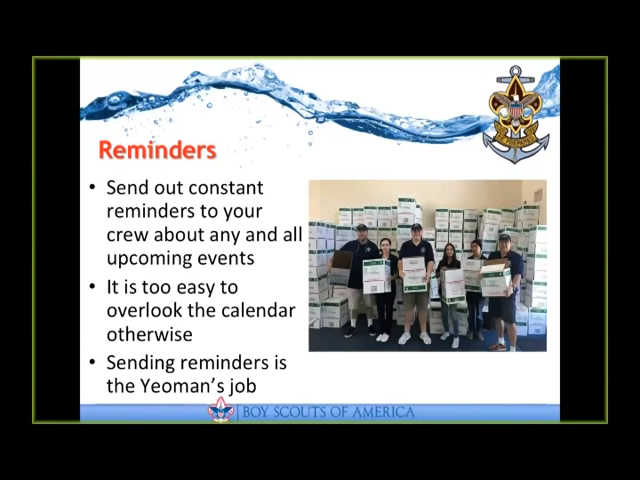 Reminders
• Send out constant
reminders to your
crew about any and all
upcoming events
• It is too easy to
overlook the calendar
otherwise
• Sending reminders is
the Yeoman's job
BOY SCOUTS OF AMERICA